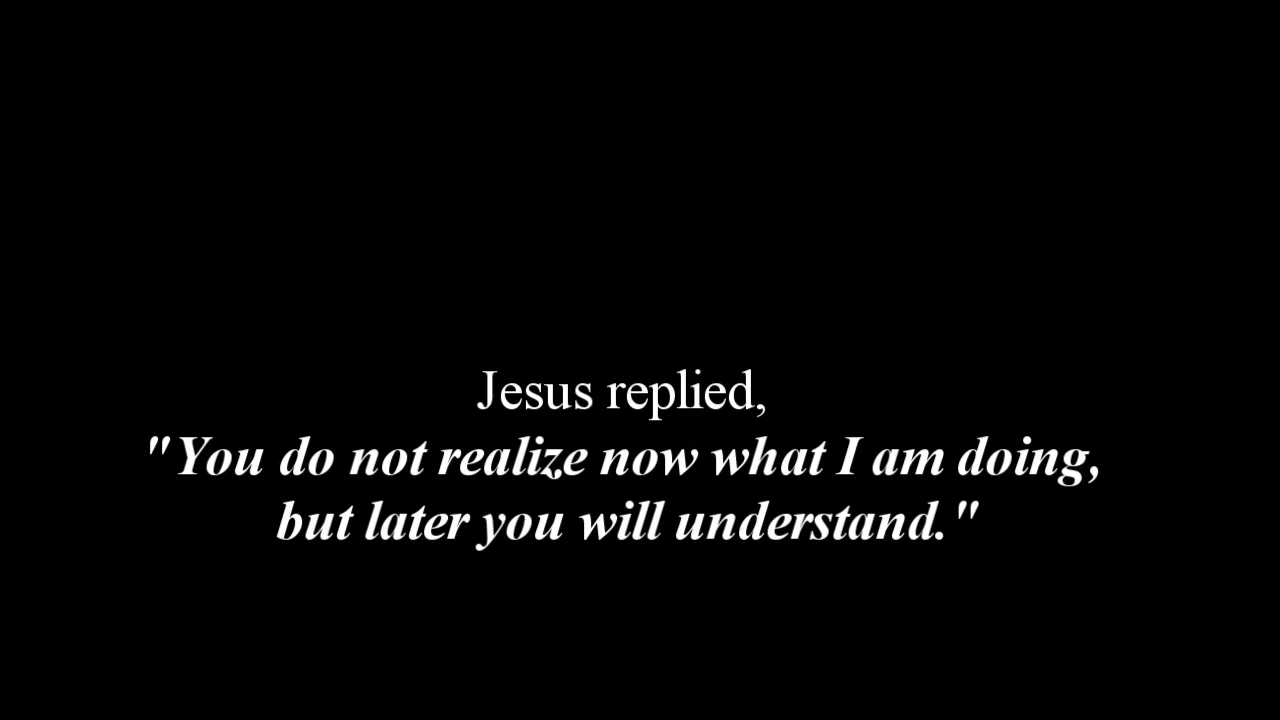 Jesus replied,
"You do not realize now what I am doing,
but later you will understand."